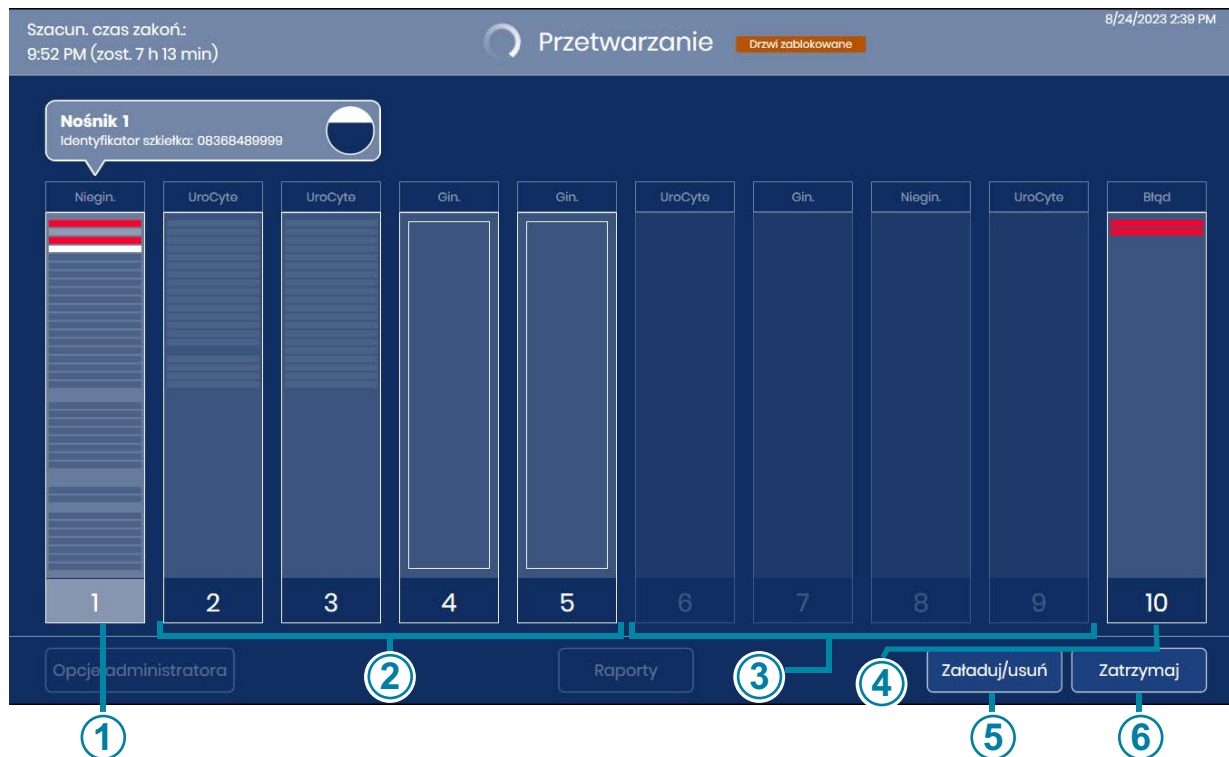 Szacun. czas zakoń.:
9:52 PM (zost. 7 h 13 min)
Przetwarzanie
Drzwi zablokowane
8/24/2023 2:39 PM
Nośnik 1
Identyfikator szkiełka: 08368489999
Niegin. UroCyte UroCyte Gin. Gin. UroCyte Gin. Niegin. UroCyte Błąd
1 2 3 4 5 6 7 8 9 10
Opcje administratora Raporty Załaduj/usuń Zatrzymaj
2 3 4
1 5 6